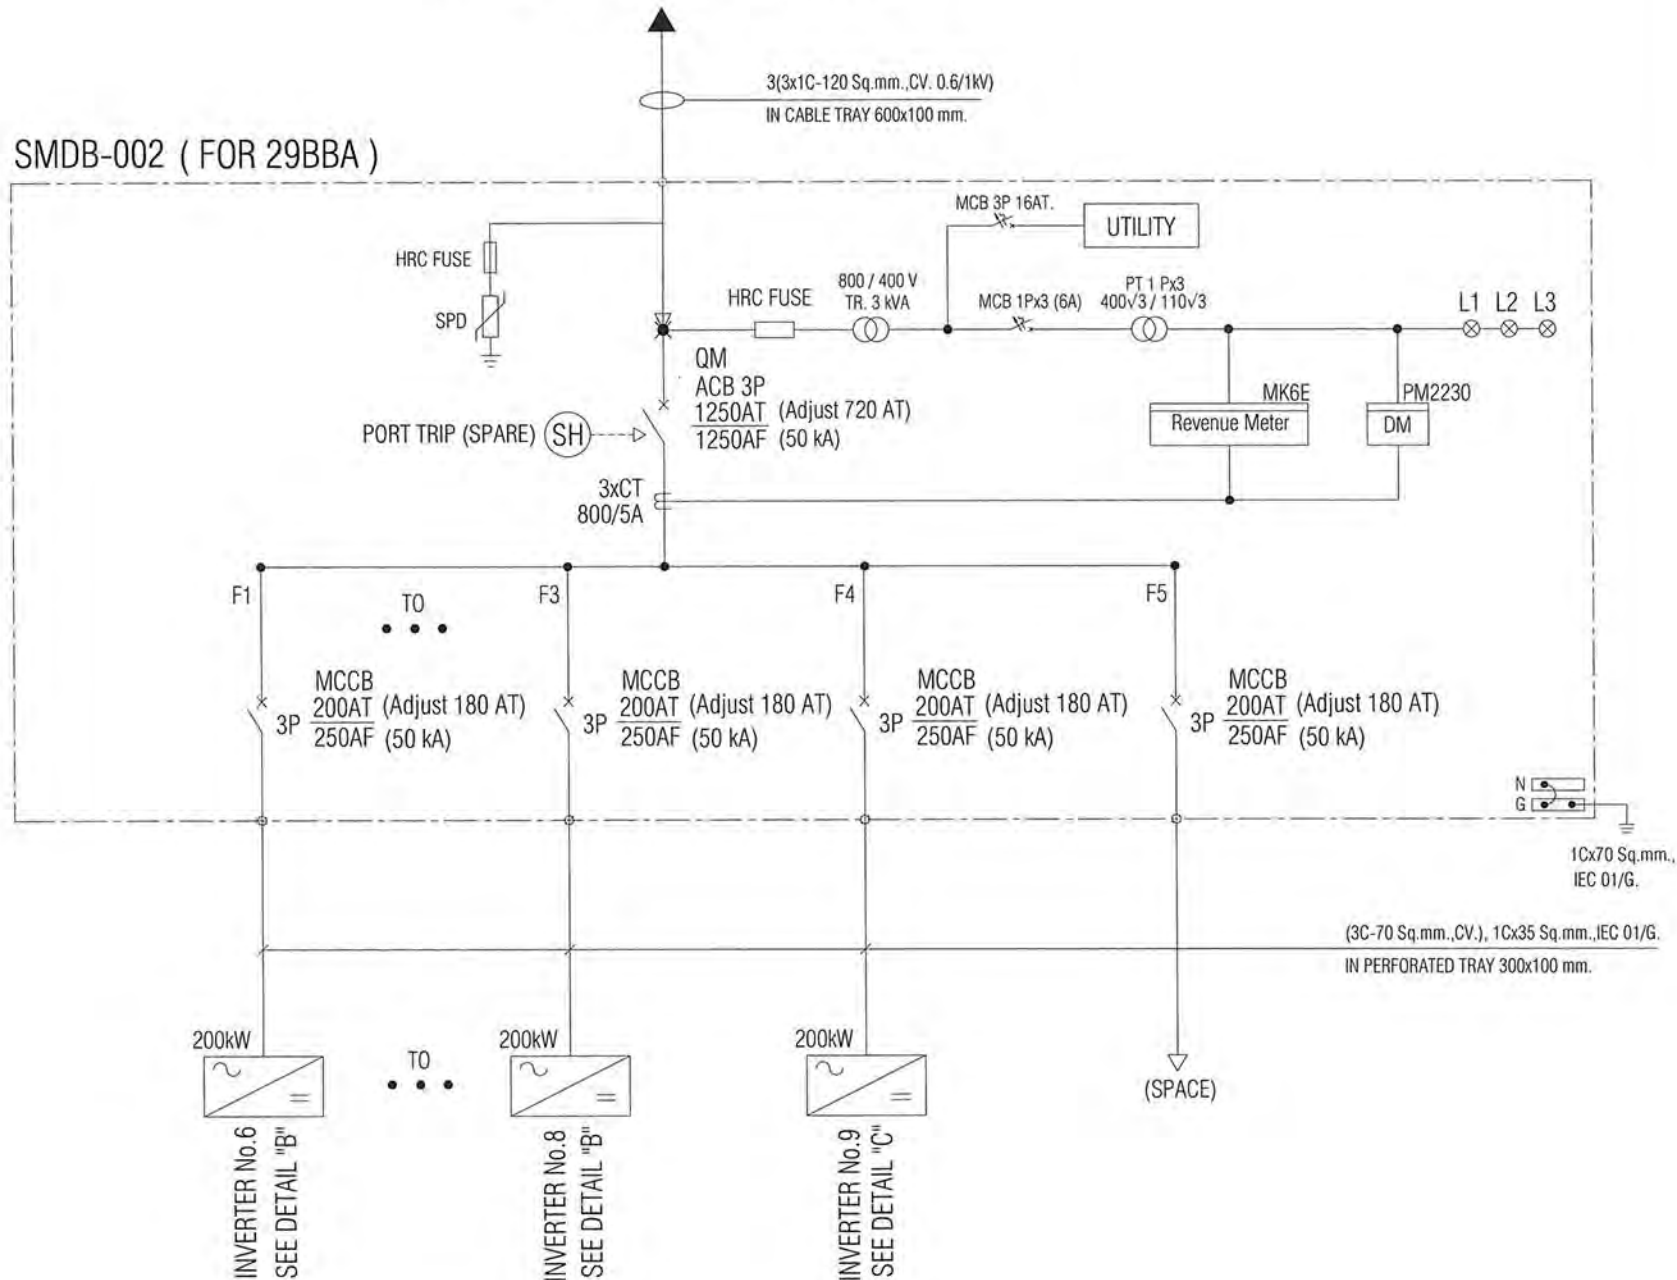 3(3x1C-120 Sq.mm.,CV. 0.6/1kV)
IN CABLE TRAY 600x100 mm.
SMDB-002 ( FOR 29BBA )
MCB 3P 16AT.
UTILITY
HRC FUSE
SPD
HRC FUSE
800 / 400 V
TR. 3 kVA
MCB 1Px3 (6A)
PT 1 Px3
400√3 / 110√3
L1 L2 L3
QM
ACB 3P
1250AT (Adjust 720 AT)
1250AF (50 kA)
PORT TRIP (SPARE)
SH
MK6E
Revenue Meter
PM2230
DM
3xCT
800/5A
F1
TO
F3
F4
F5
MCCB
3P 200AT (Adjust 180 AT)
250AF (50 kA)
MCCB
3P 200AT (Adjust 180 AT)
250AF (50 kA)
MCCB
3P 200AT (Adjust 180 AT)
250AF (50 kA)
MCCB
3P 200AT (Adjust 180 AT)
250AF (50 kA)
N
G
1Cx70 Sq.mm.,
IEC 01/G.
(3C-70 Sq.mm.,CV.), 1Cx35 Sq.mm.,IEC 01/G.
IN PERFORATED TRAY 300x100 mm.
200kW
TO
200kW
200kW
(SPACE)
INVERTER No.6
SEE DETAIL "B"
INVERTER No.8
SEE DETAIL "B"
INVERTER No.9
SEE DETAIL "C"